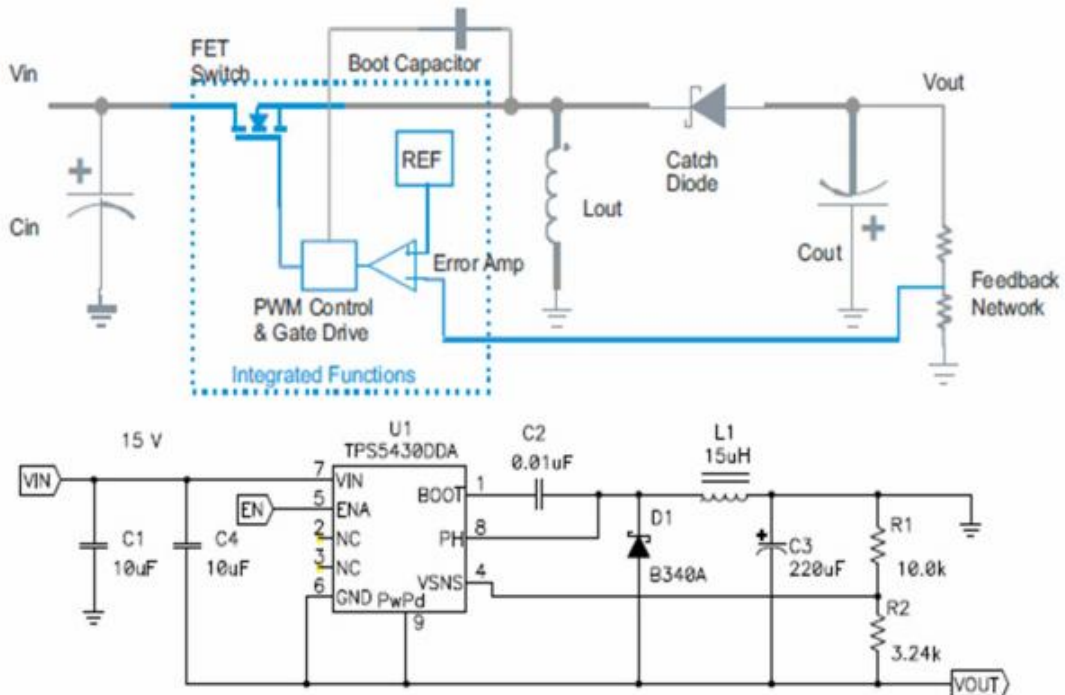 FET
Switch
Boot Capacitor
Vin
Vout
REF
Catch
Diode
Lout
Cin
Cout
Error Amp
Feedback
Network
PWM Control
& Gate Drive
Integrated Functions
15 V
U1
TPS5430DDA
C2
0.01uF
L1
15uH
VIN
7
VIN
BOOT
1
EN
5
ENA
2
NC
PH
8
3
NC
VSNS
4
6
GND
PwPd
9
C1
10uF
C4
10uF
D1
B340A
C3
220uF
R1
10.0k
R2
3.24k
VOUT